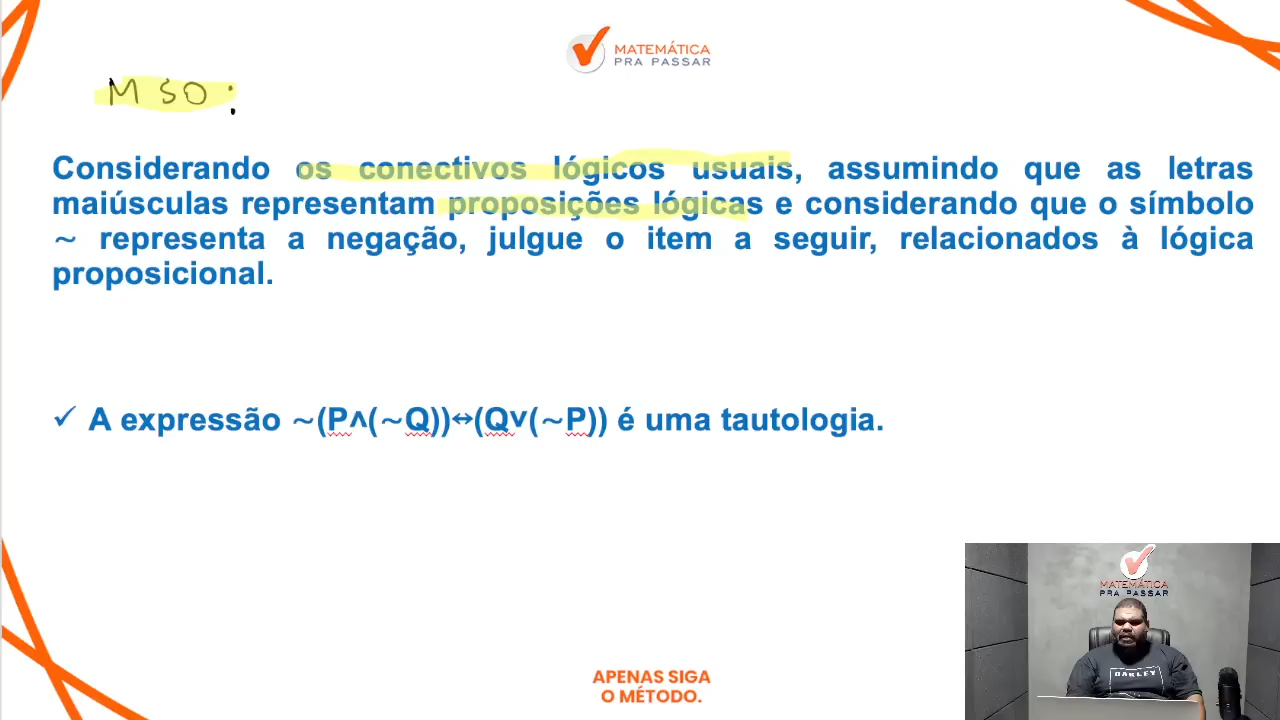 MATEMÁTICA
PRA PASSAR
MSO:
Considerando os conectivos lógicos usuais, assumindo que as letras
maiúsculas representam proposições lógicas e considerando que o símbolo
~ representa a negação, julgue o item a seguir, relacionados à lógica
proposicional.
✓ A expressão ~(P˄(~Q))↔(Q˅(~P)) é uma tautologia.
MATEMÁTICA
PRA PASSAR
OAKLEY
APENAS SIGA
O MÉTODO.